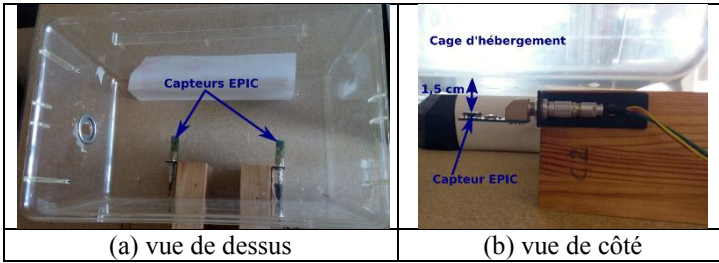 Capteurs EPIC
Cage d'hébergement
1,5 cm
Capteur EPIC
(a) vue de dessus
(b) vue de côté